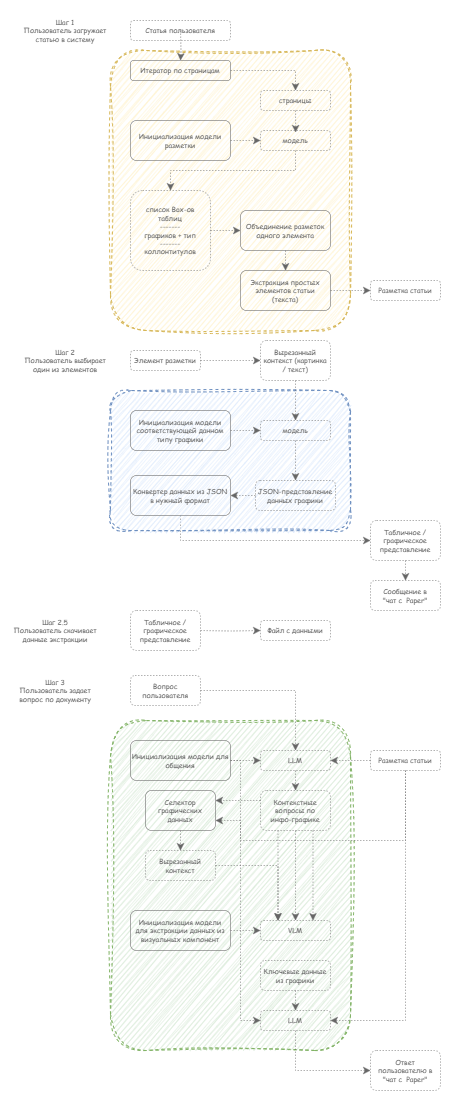 Шаг 1
Пользователь загружает
статью в систему
Статья пользователя
Итератор по страницам
страницы
Инициализация модели
разметки
модель
список Box-ов
таблиц
-------
графиков + тип
-------
коллонтитулов
Объединение разметок
одного элемента
Экстракция простых
элементов статьи
(текста)
Разметка статьи
Шаг 2
Пользователь выбирает
один из элементов
Элемент разметки
Вырезанный
контекст (картинка
/ текст)
Инициализация модели
соответствующей данном
типу графики
модель
Конвертер данных из JSON
в нужный формат
JSON-представление
данных графики
Табличное /
графическое
представление
Сообщение в
"чат с Paper"
Шаг 2.5
Пользователь скачивает
данные экстракции
Табличное /
графическое
представление
Файл с данными
Шаг 3
Пользователь задает
вопрос по документу
Вопрос
пользователя
Инициализация модели для
общения
LLM
Разметка статьи
Селектор
графических
данных
Контекстные
вопросы по
инфо-графике
Вырезанный
контекст
Инициализация модели
для экстракции данных из
визуальных компонент
VLM
Ключевые данные
из графики
LLM
Ответ
пользователю в
"чат с Paper"